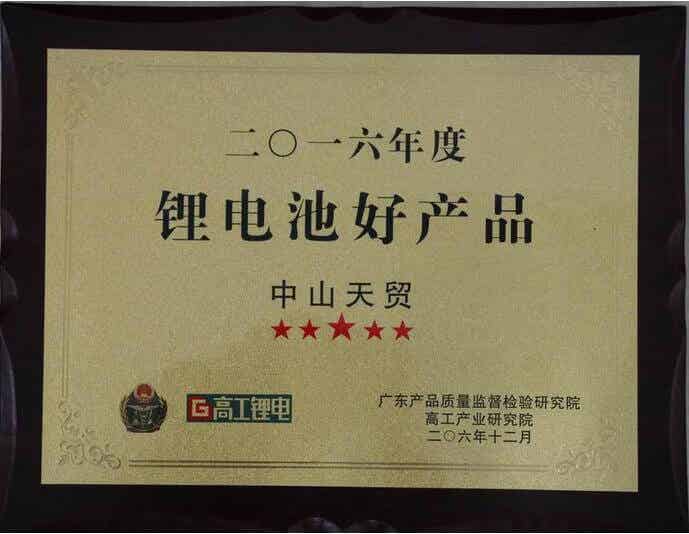 二〇一六年度
锂电池好产品
中山天贸
G 高工锂电
广东产品质量监督检验研究院
高工产业研究院
二〇六年十二月